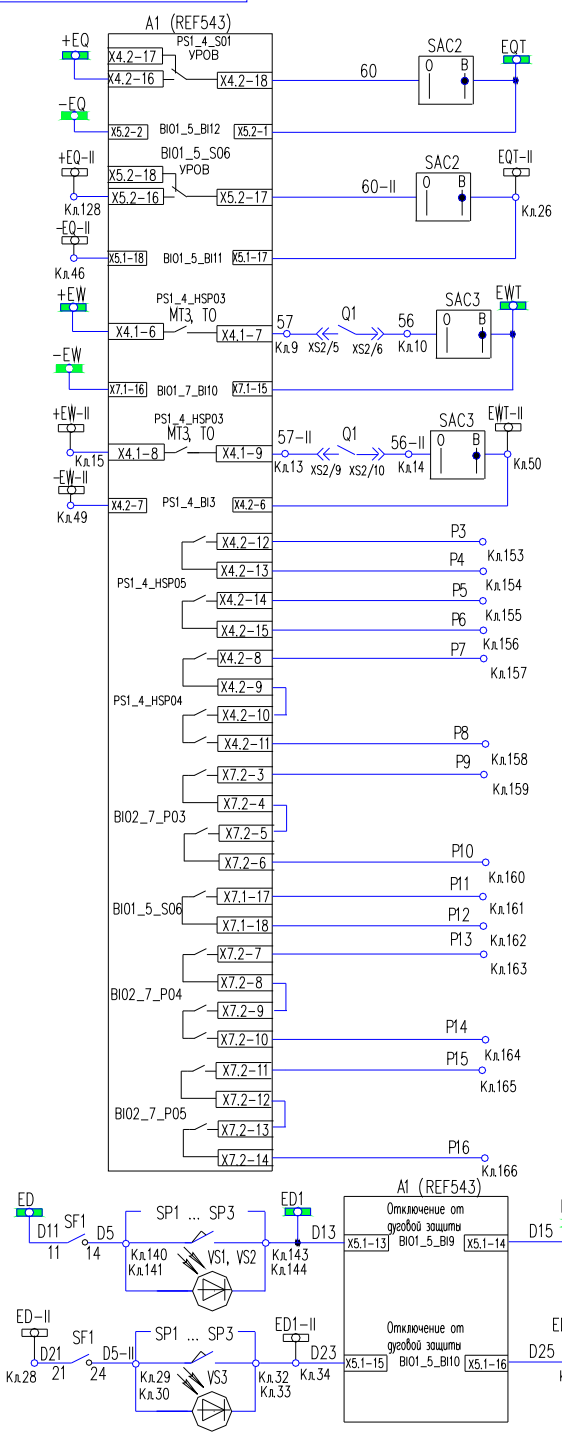 A1 (REF543)
+EQ
X4.2-17
PS1_4_S01
УРОВ
X4.2-16
X4.2-18
60
SAC2
O B
EQT
-EQ
X5.2-2
BI01_5_BI12
X5.2-1
+EQ-II
BI01_5_S06
УРОВ
X5.2-18
X5.2-16
X5.2-17
Кл.128
60-II
SAC2
O B
EQT-II
Кл.26
-EQ-II
Кл.46
X5.1-18
BI01_5_BI11
X5.1-17
+EW
PS1_4_HSP03
МТЗ, ТО
X4.1-6
X4.1-7
57
Кл.9
XS2/5
Q1
XS2/6
56
Кл.10
SAC3
O B
EWT
-EW
X7.1-16
BI01_7_BI10
X7.1-15
+EW-II
PS1_4_HSP03
МТЗ, ТО
Кл.15
X4.1-8
X4.1-9
57-II
Кл.13
XS2/9
Q1
XS2/10
56-II
Кл.14
SAC3
O B
EWT-II
Кл.50
-EW-II
Кл.49
X4.2-7
PS1_4_BI3
X4.2-6
X4.2-12
P3
Кл.153
PS1_4_HSP05
X4.2-13
P4
Кл.154
X4.2-14
P5
Кл.155
X4.2-15
P6
Кл.156
X4.2-8
P7
Кл.157
PS1_4_HSP04
X4.2-9
X4.2-10
X4.2-11
P8
Кл.158
X7.2-3
P9
Кл.159
BI02_7_P03
X7.2-4
X7.2-5
X7.2-6
P10
Кл.160
BI01_5_S06
X7.1-17
P11
Кл.161
X7.1-18
P12
Кл.162
X7.2-7
P13
Кл.163
BI02_7_P04
X7.2-8
X7.2-9
X7.2-10
P14
Кл.164
X7.2-11
P15
Кл.165
BI02_7_P05
X7.2-12
X7.2-13
X7.2-14
P16
Кл.166
A1 (REF543)
ED
D11
11
SF1
14
D5
SP1 ... SP3
Кл.140
Кл.141
VS1, VS2
ED1
Кл.143
Кл.144
D13
Отключение от
дуговой защиты
X5.1-13
BI01_5_BI9
X5.1-14
D15
ED-II
Кл.28
D21
21
SF1
24
D5-II
SP1 ... SP3
Кл.29
Кл.30
VS3
Кл.32
Кл.33
ED1-II
Кл.34
D23
Отключение от
дуговой защиты
X5.1-15
BI01_5_BI10
X5.1-16
D25